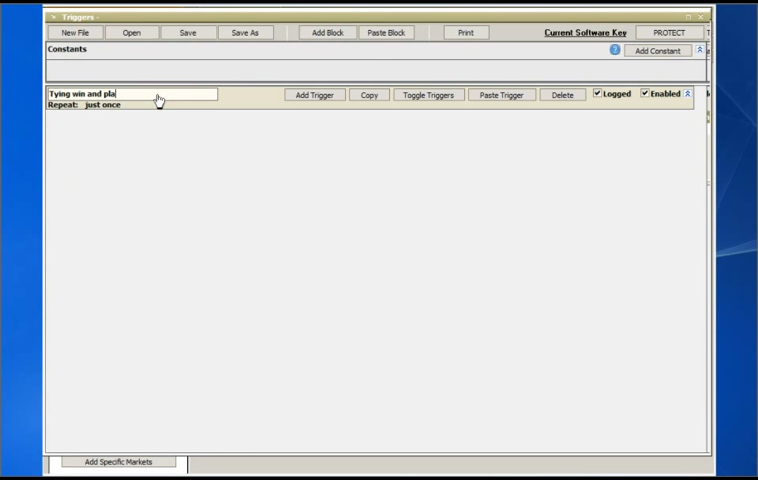 Triggers -
New File Open Save Save As Add Block Paste Block Print Current Software Key PROTECT
Constants ? Add Constant
Tying win and pla Add Trigger Copy Toggle Triggers Paste Trigger Delete Logged Enabled
Repeat: just once
Add Specific Markets